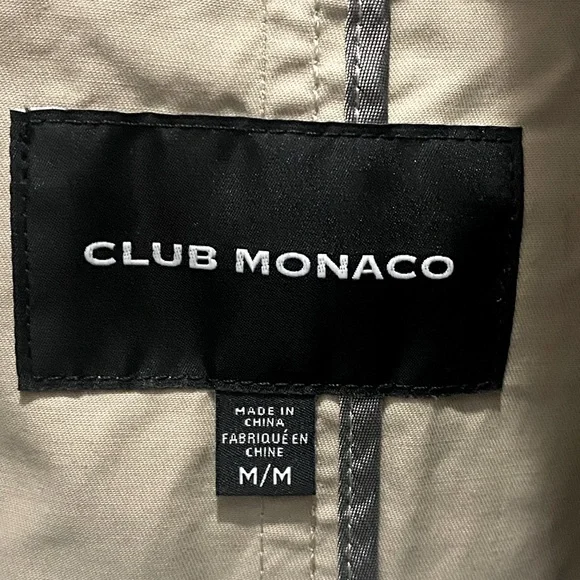 CLUB MONACO
MADE IN
CHINA
FABRIQUÉ EN
CHINE
M/M